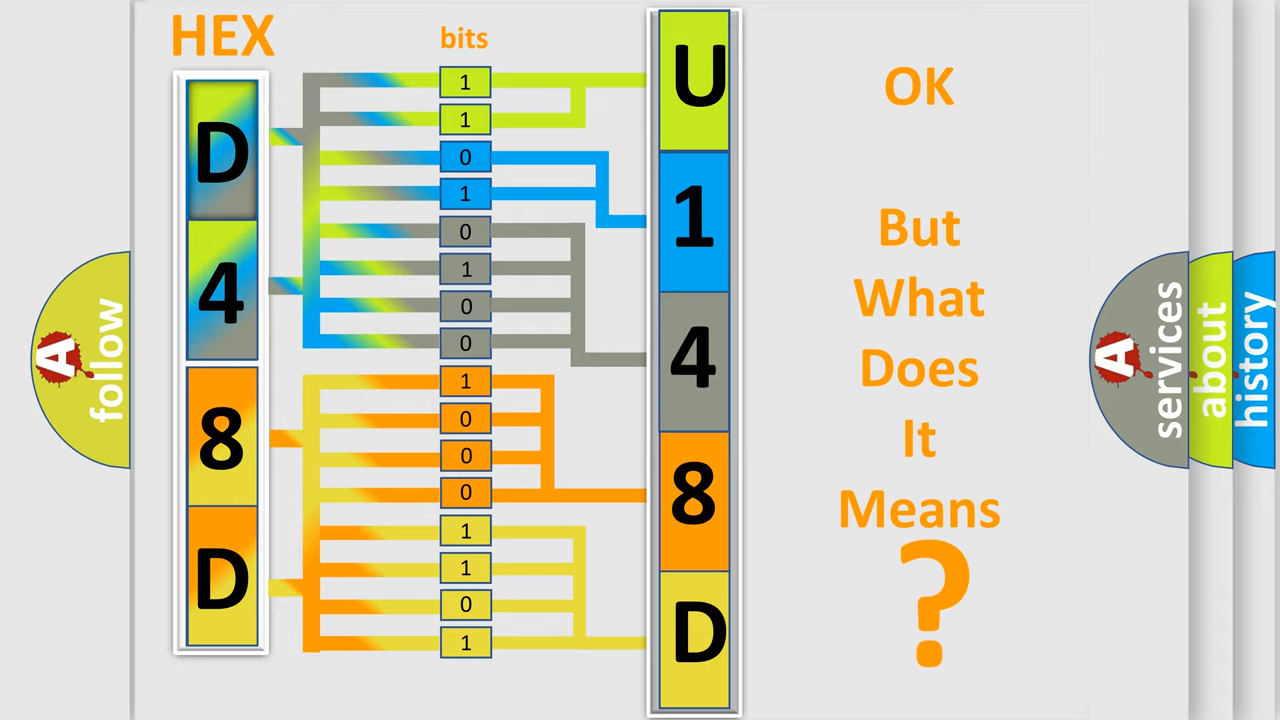 HEX
D
4
8
D
bits
1
1
0
1
0
1
0
0
1
0
0
0
1
1
0
1
U
1
4
8
D
OK
But
What
Does
It
Means
?
A
follow
A
services
about
history